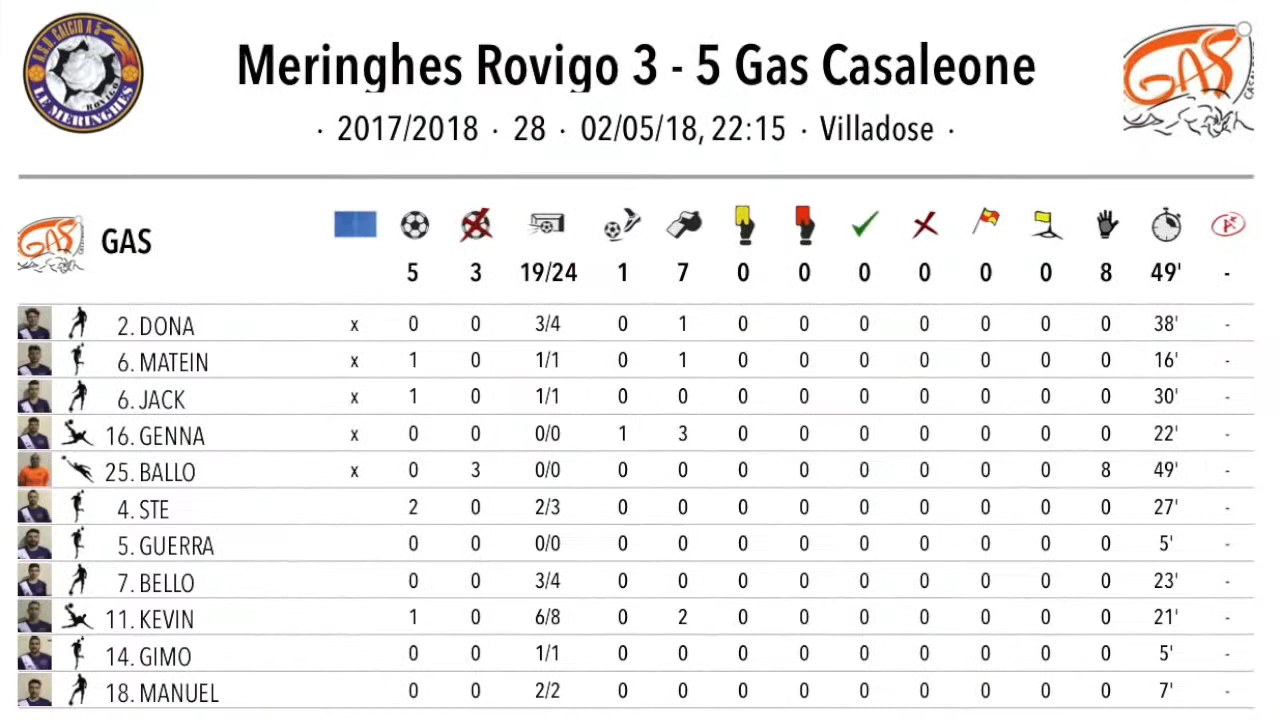 A.S.D. CALCIO A 5
LE MERINGHES
ROVIGO
Meringhes Rovigo 3 - 5 Gas Casaleone
· 2017/2018 · 28 · 02/05/18, 22:15 · Villadose ·
GAS
GAS
GAS
5 3 19/24 1 7 0 0 0 0 0 0 8 49' -
2. DONA x 0 0 3/4 0 1 0 0 0 0 0 0 0 38' -
6. MATEIN x 1 0 1/1 0 1 0 0 0 0 0 0 0 16' -
6. JACK x 1 0 1/1 0 0 0 0 0 0 0 0 0 30' -
16. GENNA x 0 0 0/0 1 3 0 0 0 0 0 0 0 22' -
25. BALLO x 0 3 0/0 0 0 0 0 0 0 0 0 8 49' -
4. STE 2 0 2/3 0 0 0 0 0 0 0 0 0 27' -
5. GUERRA 0 0 0/0 0 0 0 0 0 0 0 0 0 5' -
7. BELLO 0 0 3/4 0 0 0 0 0 0 0 0 0 23' -
11. KEVIN 1 0 6/8 0 2 0 0 0 0 0 0 0 21' -
14. GIMO 0 0 1/1 0 0 0 0 0 0 0 0 0 5' -
18. MANUEL 0 0 2/2 0 0 0 0 0 0 0 0 0 7' -